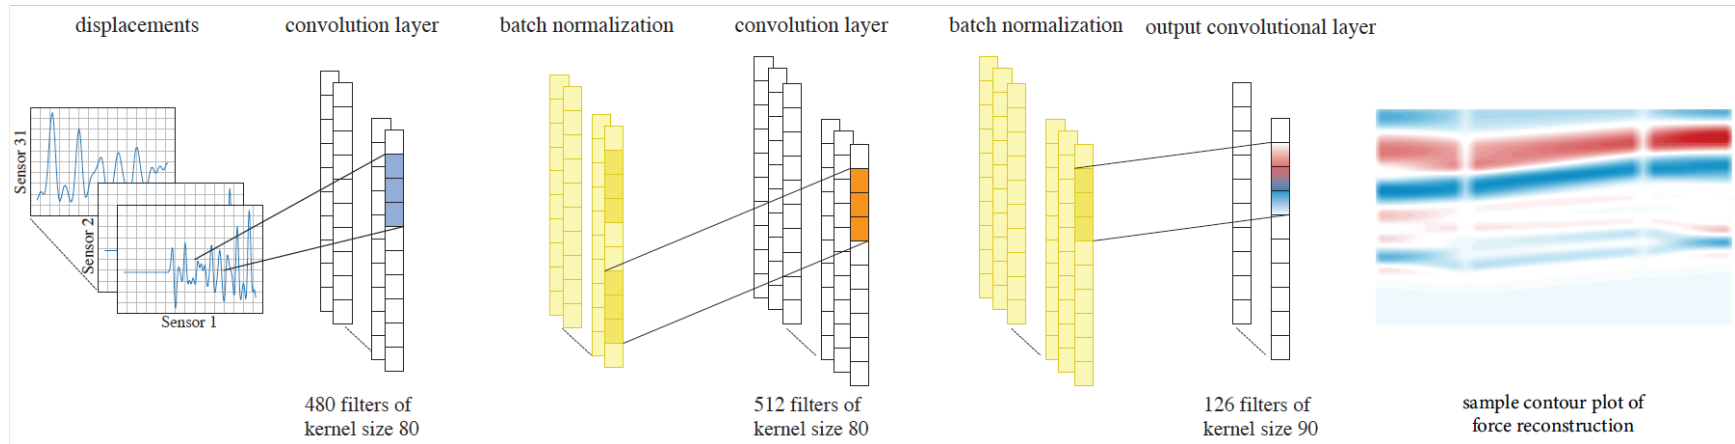 displacements
convolution layer
batch normalization
convolution layer
batch normalization
output convolutional layer
Sensor 31
Sensor 2
Sensor 1
480 filters of
kernel size 80
512 filters of
kernel size 80
126 filters of
kernel size 90
sample contour plot of
force reconstruction